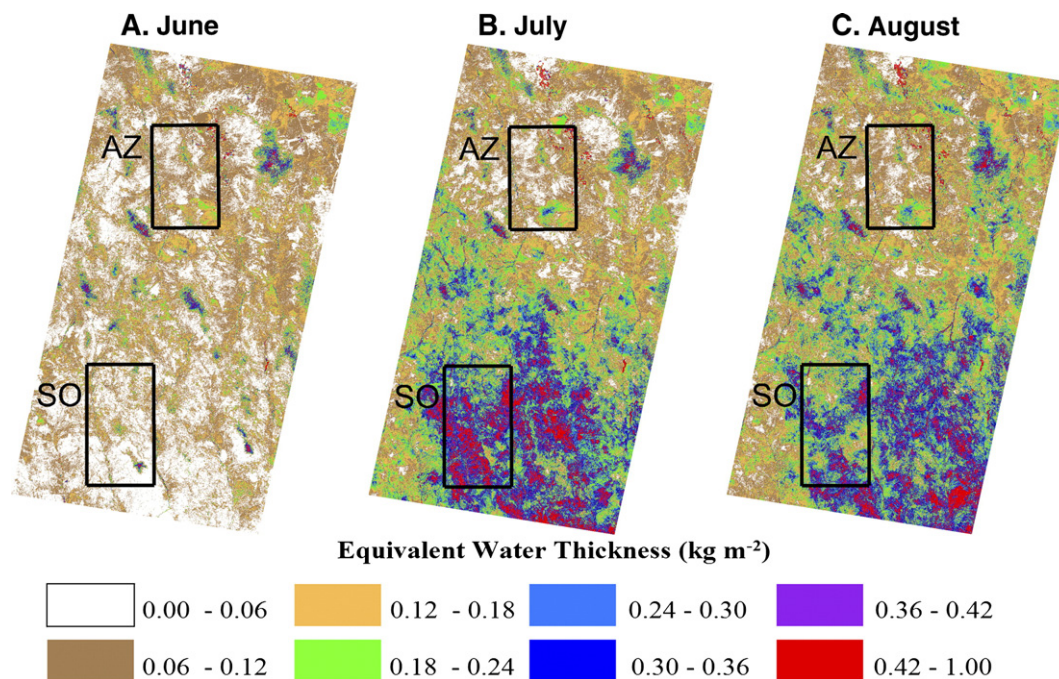 A. June
B. July
C. August
AZ
AZ
AZ
SO
SO
SO
Equivalent Water Thickness (kg m⁻²)
0.00 - 0.06
0.12 - 0.18
0.24 - 0.30
0.36 - 0.42
0.06 - 0.12
0.18 - 0.24
0.30 - 0.36
0.42 - 1.00